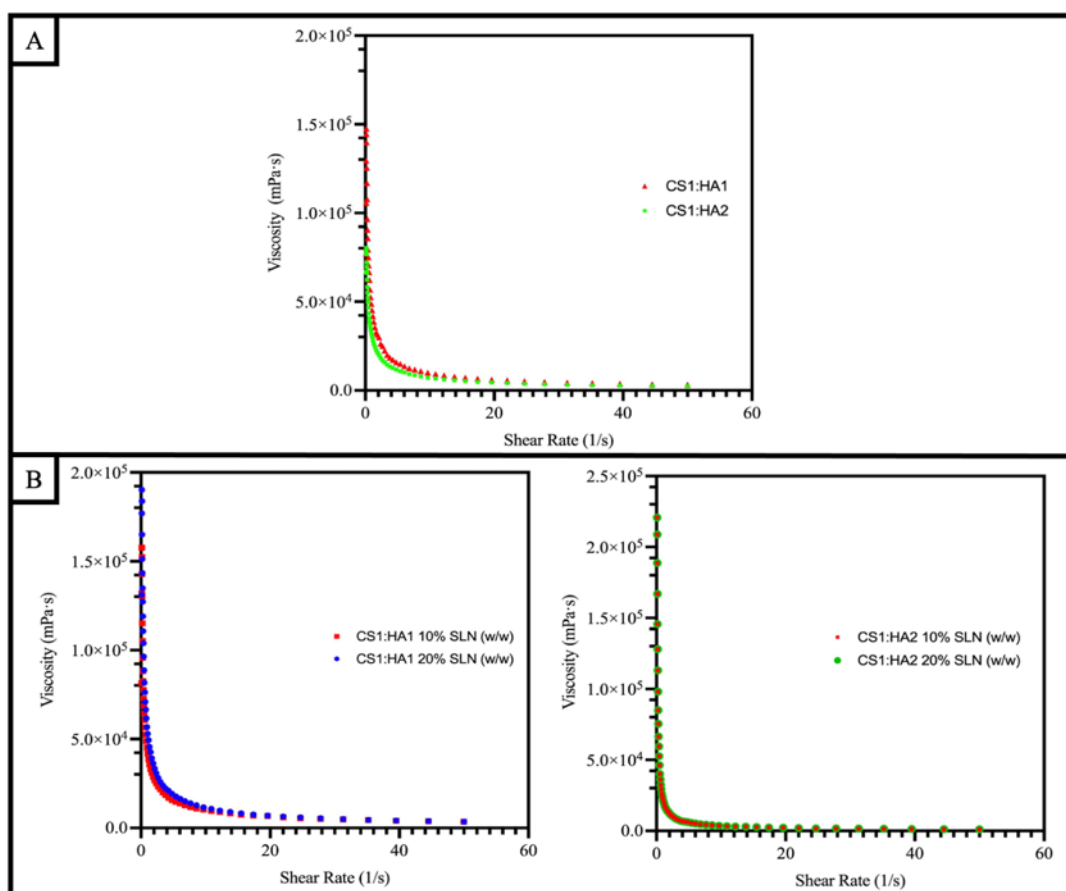 A
2.0×10⁵
1.5×10⁵
1.0×10⁵
5.0×10⁴
0.0
Viscosity (mPa·s)
CS1:HA1
CS1:HA2
0 20 40 60
Shear Rate (1/s)
B
2.0×10⁵
1.5×10⁵
1.0×10⁵
5.0×10⁴
0.0
Viscosity (mPa·s)
CS1:HA1 10% SLN (w/w)
CS1:HA1 20% SLN (w/w)
0 20 40 60
Shear Rate (1/s)
2.5×10⁵
2.0×10⁵
1.5×10⁵
1.0×10⁵
5.0×10⁴
0.0
Viscosity (mPa·s)
CS1:HA2 10% SLN (w/w)
CS1:HA2 20% SLN (w/w)
0 20 40 60
Shear Rate (1/s)